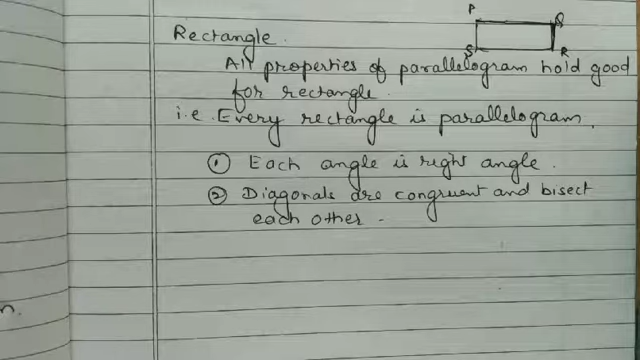 P
Q
Rectangle.
S
R
All properties of parallelogram hold good
for rectangle.
i.e. Every rectangle is parallelogram.
① Each angle is right angle.
② Diagonals are congruent and bisect
each other.
n.